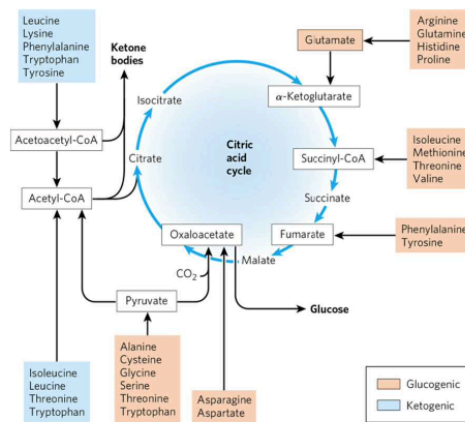 Leucine
Lysine
Phenylalanine
Tryptophan
Tyrosine
Ketone
bodies
Glutamate
Arginine
Glutamine
Histidine
Proline
Isocitrate
α-Ketoglutarate
Acetoacetyl-CoA
Citrate
Citric
acid
cycle
Succinyl-CoA
Isoleucine
Methionine
Threonine
Valine
Acetyl-CoA
Succinate
Oxaloacetate
Fumarate
Phenylalanine
Tyrosine
Malate
CO₂
Pyruvate
Glucose
Isoleucine
Leucine
Threonine
Tryptophan
Alanine
Cysteine
Glycine
Serine
Threonine
Tryptophan
Asparagine
Aspartate
Glucogenic
Ketogenic